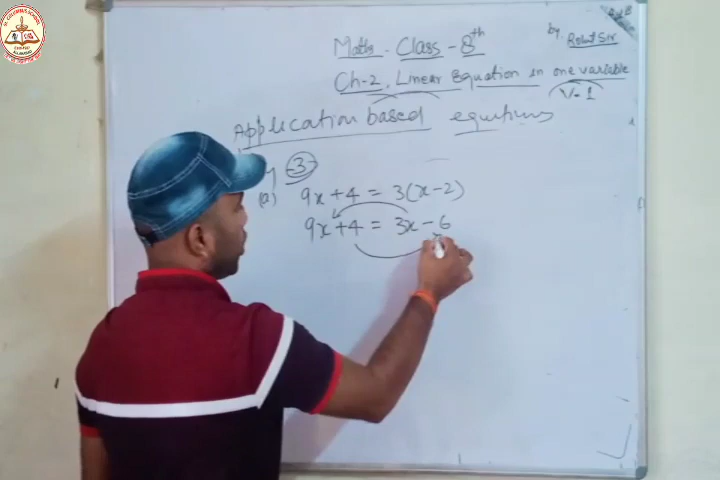 Maths. Class - 8th
by Rohit Sir
Ch-2, Linear Equation in one variable
V-1
Application based equations
3
(a) 9x + 4 = 3(x - 2)
9x + 4 = 3x - 6